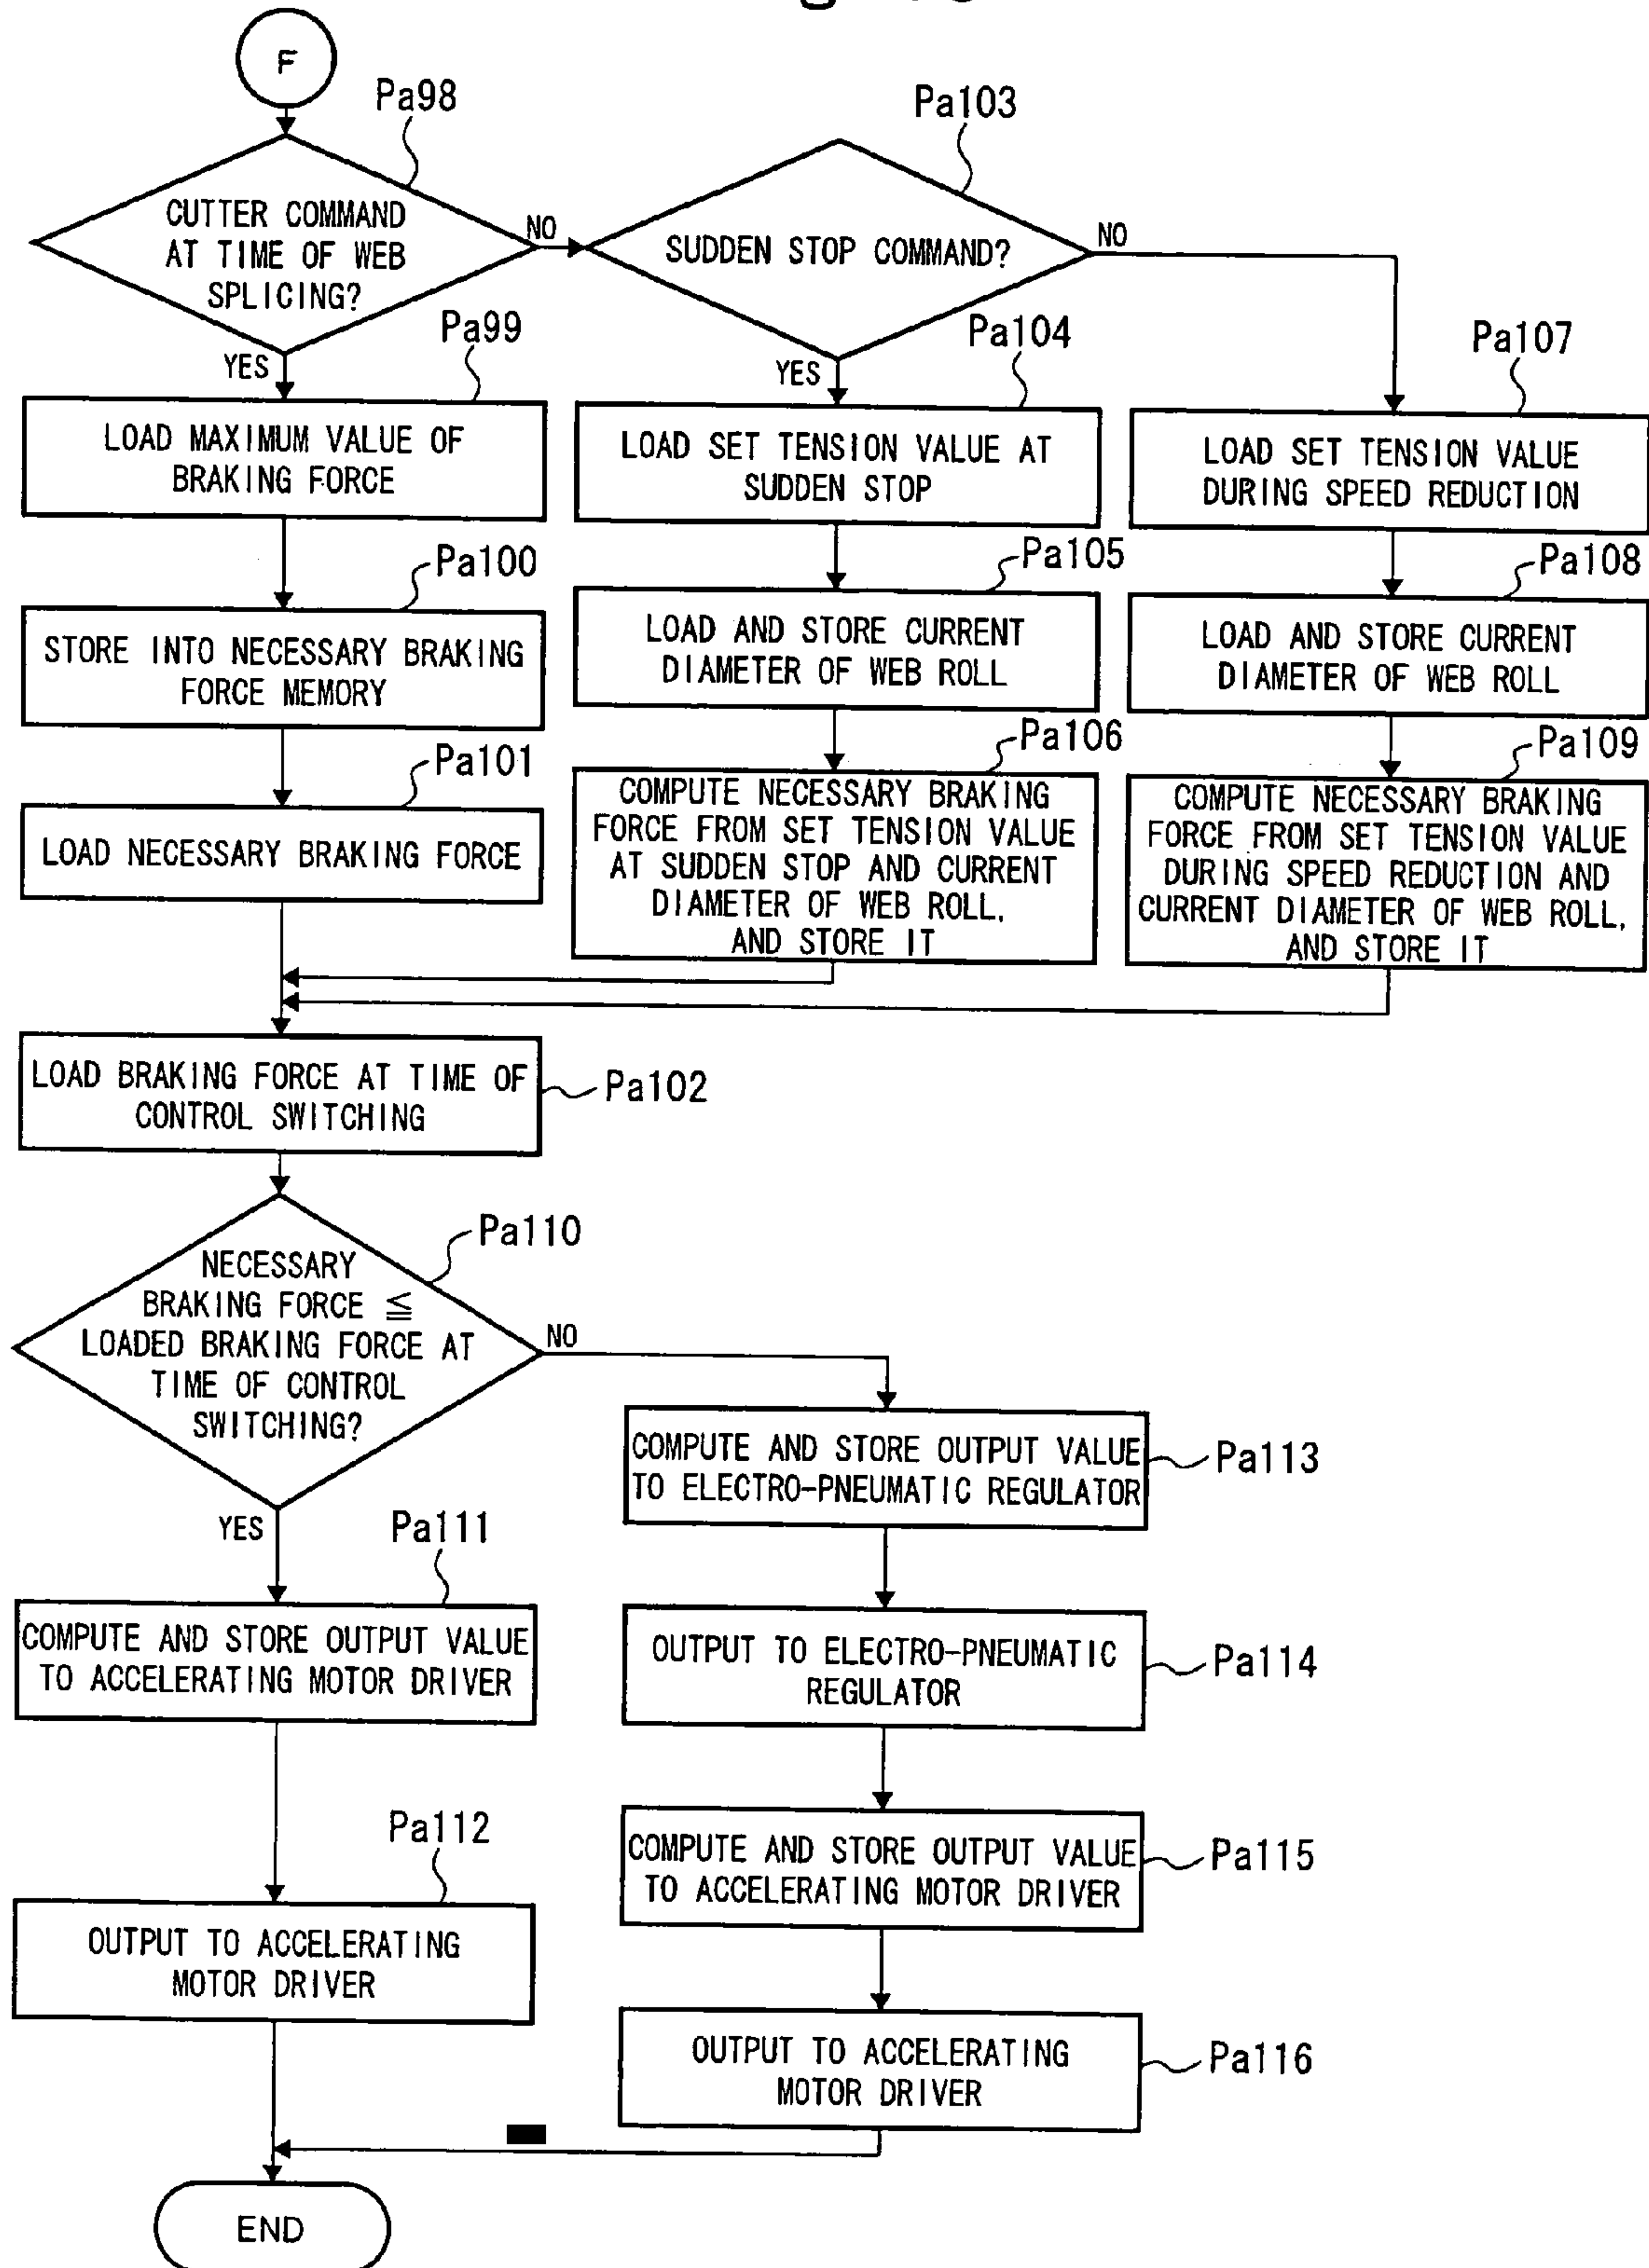 F
Pa98
CUTTER COMMAND
AT TIME OF WEB
SPLICING?
NO
YES
Pa103
SUDDEN STOP COMMAND?
NO
YES
Pa99
LOAD MAXIMUM VALUE OF
BRAKING FORCE
Pa104
LOAD SET TENSION VALUE AT
SUDDEN STOP
Pa107
LOAD SET TENSION VALUE
DURING SPEED REDUCTION
Pa100
STORE INTO NECESSARY BRAKING
FORCE MEMORY
Pa105
LOAD AND STORE CURRENT
DIAMETER OF WEB ROLL
Pa108
LOAD AND STORE CURRENT
DIAMETER OF WEB ROLL
Pa101
LOAD NECESSARY BRAKING FORCE
Pa106
COMPUTE NECESSARY BRAKING
FORCE FROM SET TENSION VALUE
AT SUDDEN STOP AND CURRENT
DIAMETER OF WEB ROLL,
AND STORE IT
Pa109
COMPUTE NECESSARY BRAKING
FORCE FROM SET TENSION VALUE
DURING SPEED REDUCTION AND
CURRENT DIAMETER OF WEB ROLL,
AND STORE IT
LOAD BRAKING FORCE AT TIME OF
CONTROL SWITCHING
Pa102
Pa110
NECESSARY
BRAKING FORCE ≦
LOADED BRAKING FORCE AT
TIME OF CONTROL
SWITCHING?
NO
YES
Pa111
COMPUTE AND STORE OUTPUT VALUE
TO ACCELERATING MOTOR DRIVER
Pa112
OUTPUT TO ACCELERATING
MOTOR DRIVER
COMPUTE AND STORE OUTPUT VALUE
TO ELECTRO-PNEUMATIC REGULATOR
Pa113
OUTPUT TO ELECTRO-PNEUMATIC
REGULATOR
Pa114
COMPUTE AND STORE OUTPUT VALUE
TO ACCELERATING MOTOR DRIVER
Pa115
OUTPUT TO ACCELERATING
MOTOR DRIVER
Pa116
END